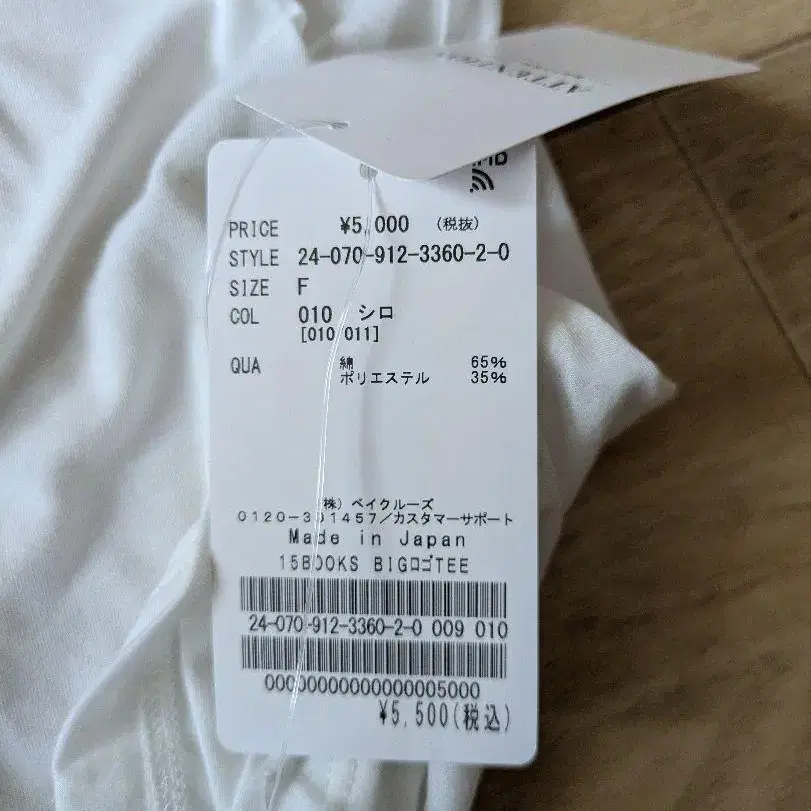 ATTENTION
PRICE ¥5,000 (税抜)
STYLE 24-070-912-3360-2-0
SIZE F
COL 010 シロ
[010 011]
QUA 綿 65%
ポリエステル 35%
(株) ベイクルーズ
0120-301457/カスタマーサポート
Made in Japan
15BOOKS BIGロゴTEE
24-070-912-3360-2-0 009 010
00000000000000005000
¥5,500(税込)